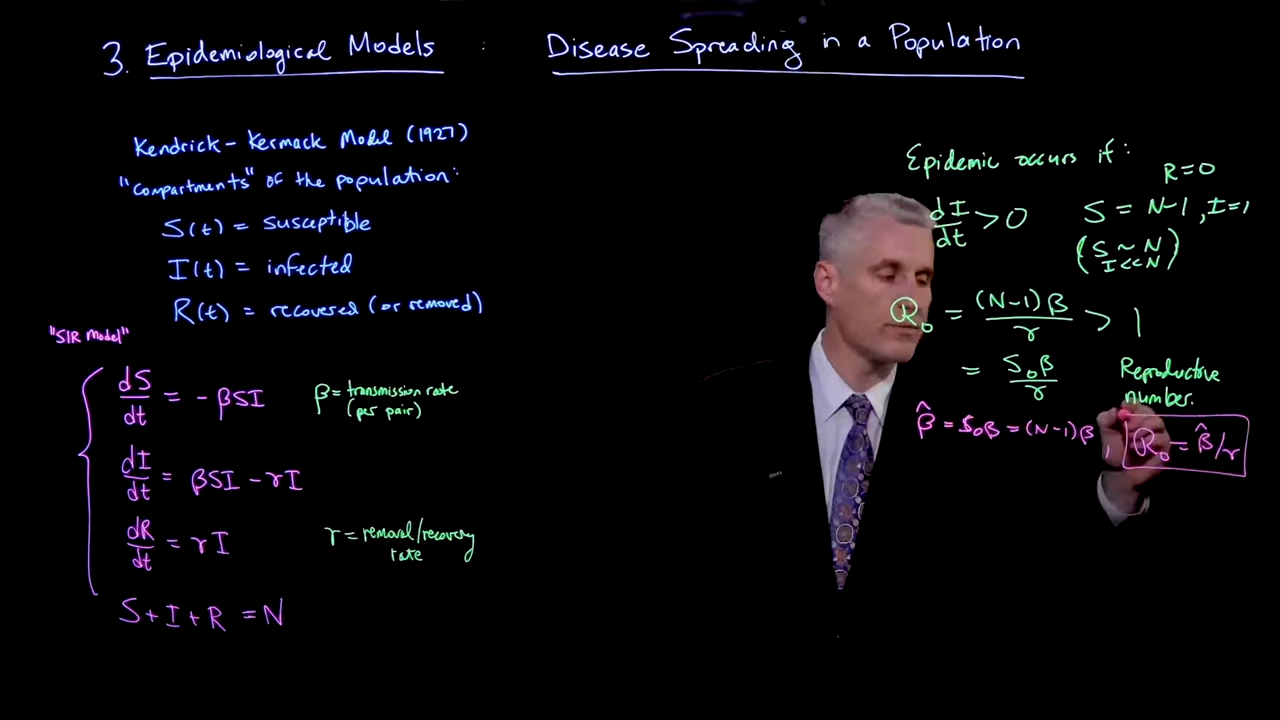 3. Epidemiological Models : Disease Spreading in a Population
Kendrick - Kermack Model (1927)
"compartments" of the population:
S(t) = susceptible
I(t) = infected
R(t) = recovered (or removed)
"SIR Model"
dS/dt = - βSI
β = transmission rate
(per pair)
dI/dt = βSI - γI
dR/dt = γI
γ = removal/recovery
rate
S + I + R = N
Epidemic occurs if:
R = 0
dI/dt > 0
S = N-1, I=1
(S ~ N
I << N)
R₀ = (N-1)β/γ > 1
= S₀β/γ
Reproductive
number.
β̂ = S₀β = (N-1)β, R₀ = β̂/γ